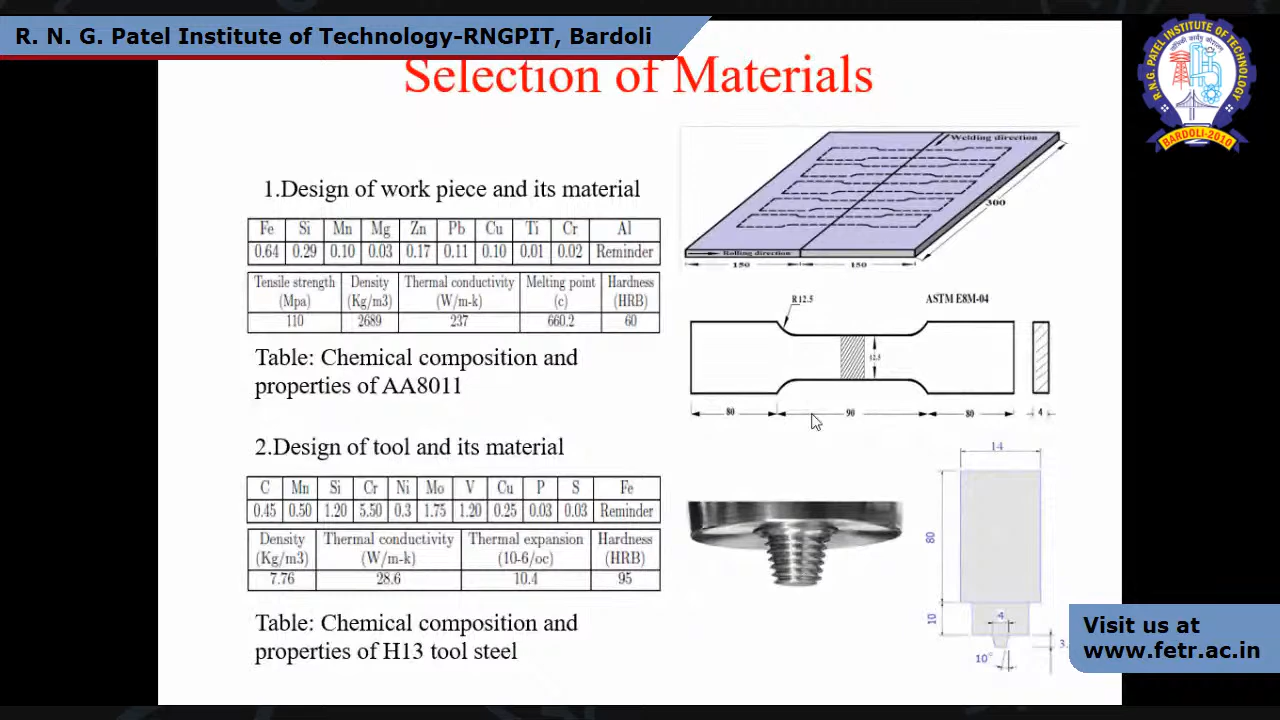 R. N. G. Patel Institute of Technology-RNGPIT, Bardoli
R. N. G. PATEL INSTITUTE OF TECHNOLOGY
BARDOLI-2010
Selection of Materials
1.Design of work piece and its material
Fe Si Mn Mg Zn Pb Cu Ti Cr Al
0.64 0.29 0.10 0.03 0.17 0.11 0.10 0.01 0.02 Reminder
Tensile strength (Mpa) Density (Kg/m3) Thermal conductivity (W/m-k) Melting point (c) Hardness (HRB)
110 2689 237 660.2 60
Table: Chemical composition and
properties of AA8011
Welding direction
300
Rolling direction
150 150
R12.5 ASTM E8M-04
12.5
80 90 80 4
2.Design of tool and its material
C Mn Si Cr Ni Mo V Cu P S Fe
0.45 0.50 1.20 5.50 0.3 1.75 1.20 0.25 0.03 0.03 Reminder
Density (Kg/m3) Thermal conductivity (W/m-k) Thermal expansion (10-6/oc) Hardness (HRB)
7.76 28.6 10.4 95
Table: Chemical composition and
properties of H13 tool steel
14
80
10
4
10°
Visit us at
www.fetr.ac.in